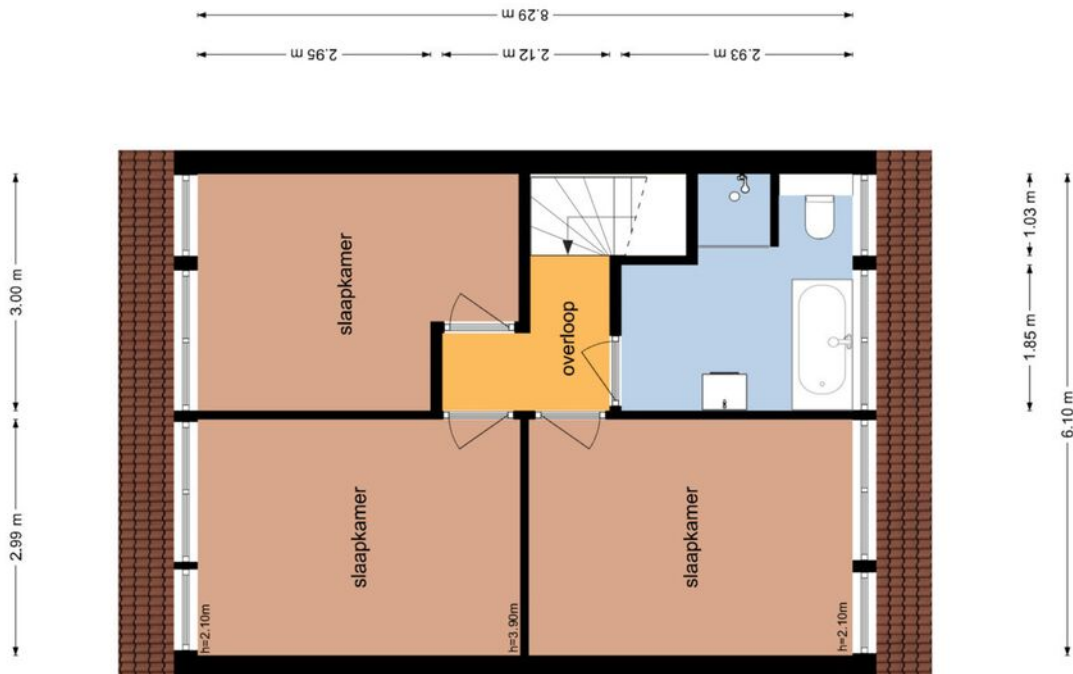 8.29 m
2.95 m
2.12 m
2.93 m
3.00 m
2.99 m
1.03 m
1.85 m
6.10 m
slaapkamer
overloop
slaapkamer
slaapkamer
h=2.10m
h=3.90m
h=2.10m